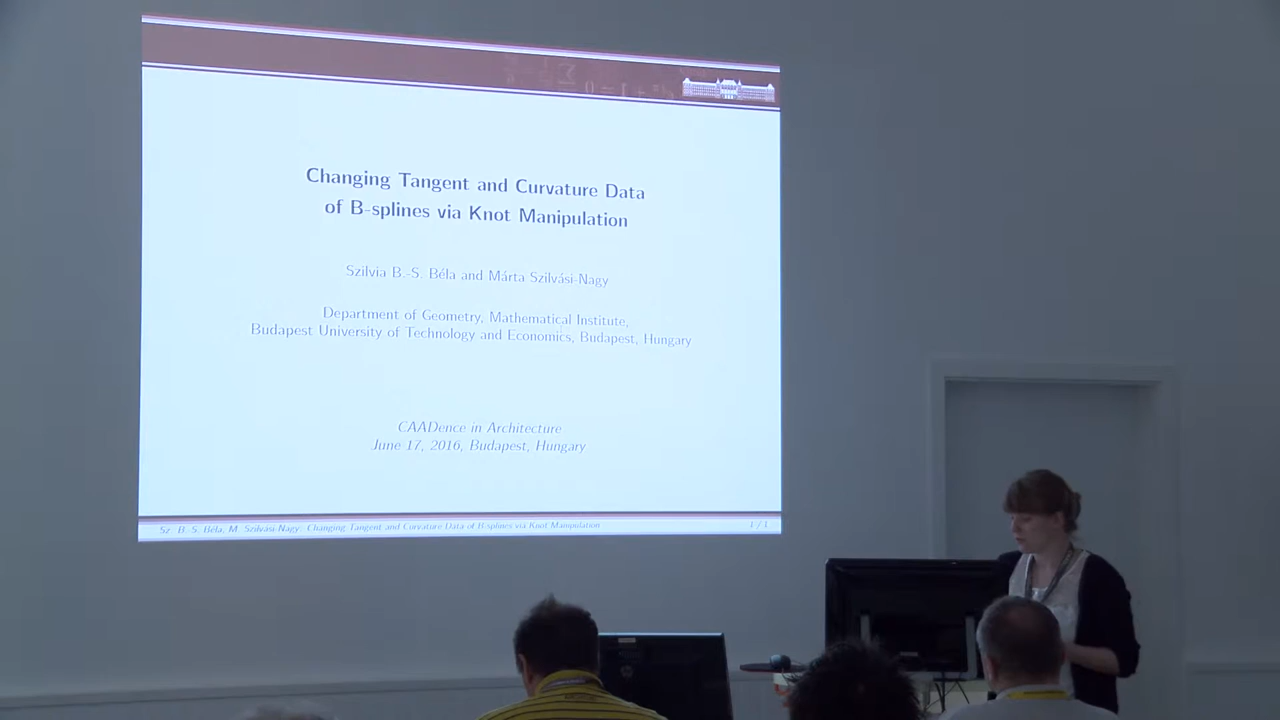 Changing Tangent and Curvature Data
of B-splines via Knot Manipulation
Szilvia B.-S. Béla and Márta Szilvási-Nagy
Department of Geometry, Mathematical Institute,
Budapest University of Technology and Economics, Budapest, Hungary
CAADence in Architecture
June 17, 2016, Budapest, Hungary
Sz. B. S. Béla, M. Szilvási-Nagy: Changing Tangent and Curvature Data of B-splines via Knot Manipulation 1 / 1